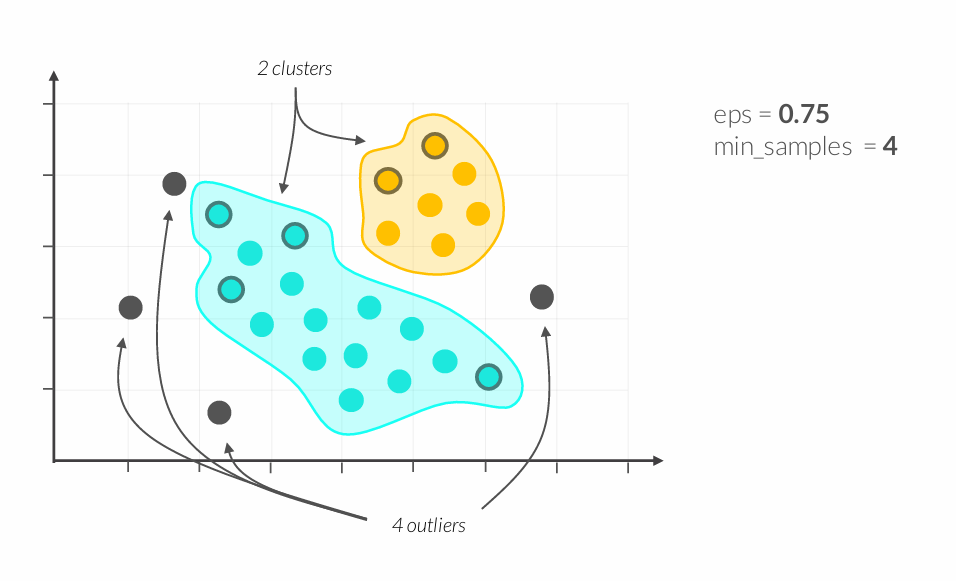 2 clusters
eps = 0.75
min_samples = 4
4 outliers